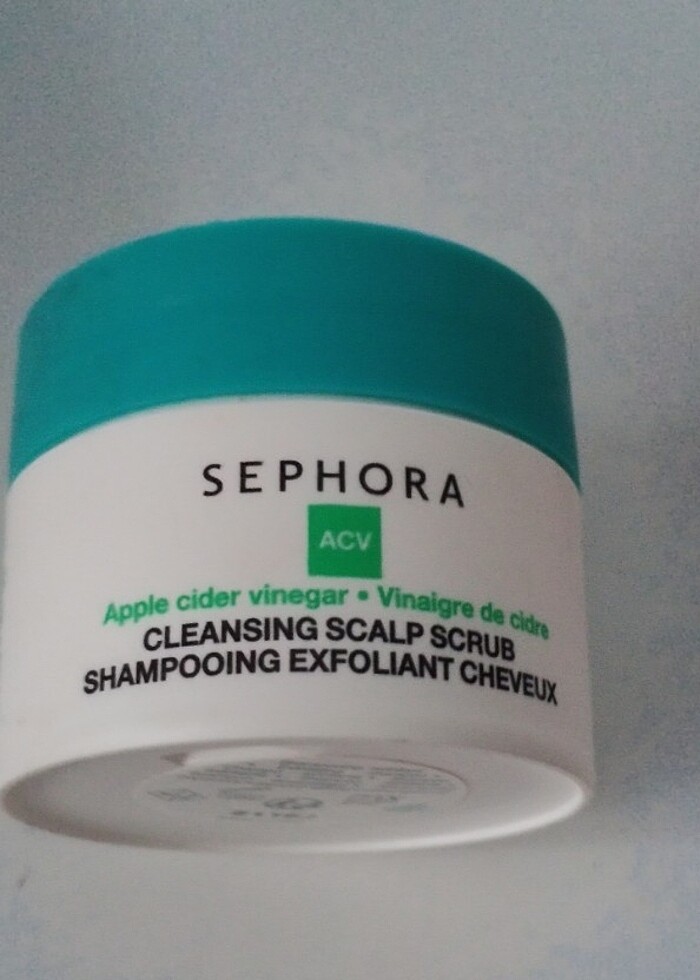 SEPHORA
ACV
Apple cider vinegar • Vinaigre de cidre
CLEANSING SCALP SCRUB
SHAMPOOING EXFOLIANT CHEVEUX